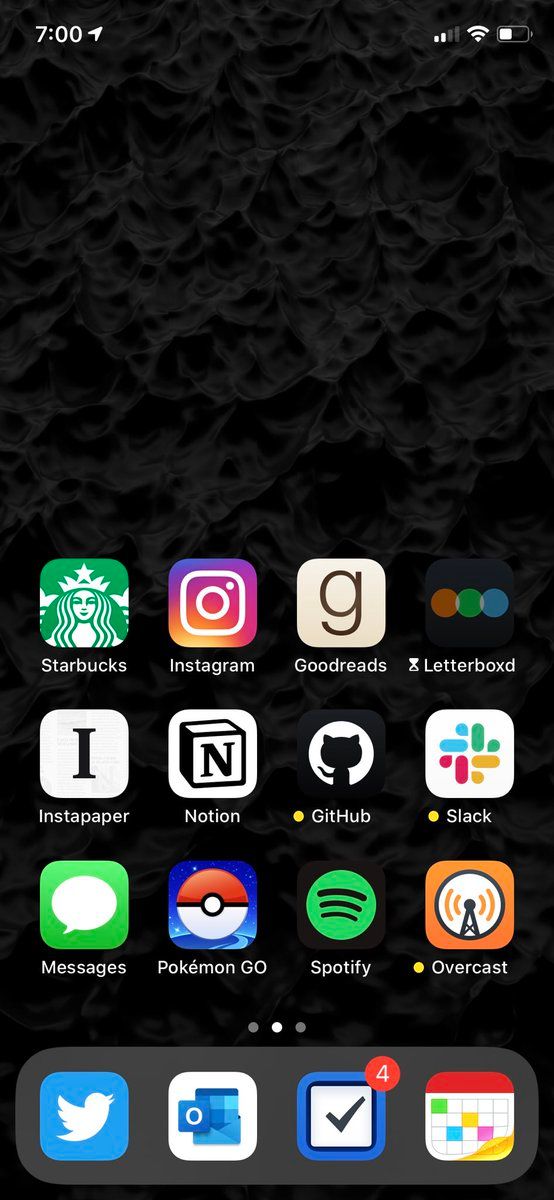 7:00
Starbucks
Instagram
g
Goodreads
Letterboxd
I
Instapaper
N
Notion
GitHub
Slack
Messages
Pokémon GO
Spotify
Overcast
O
4